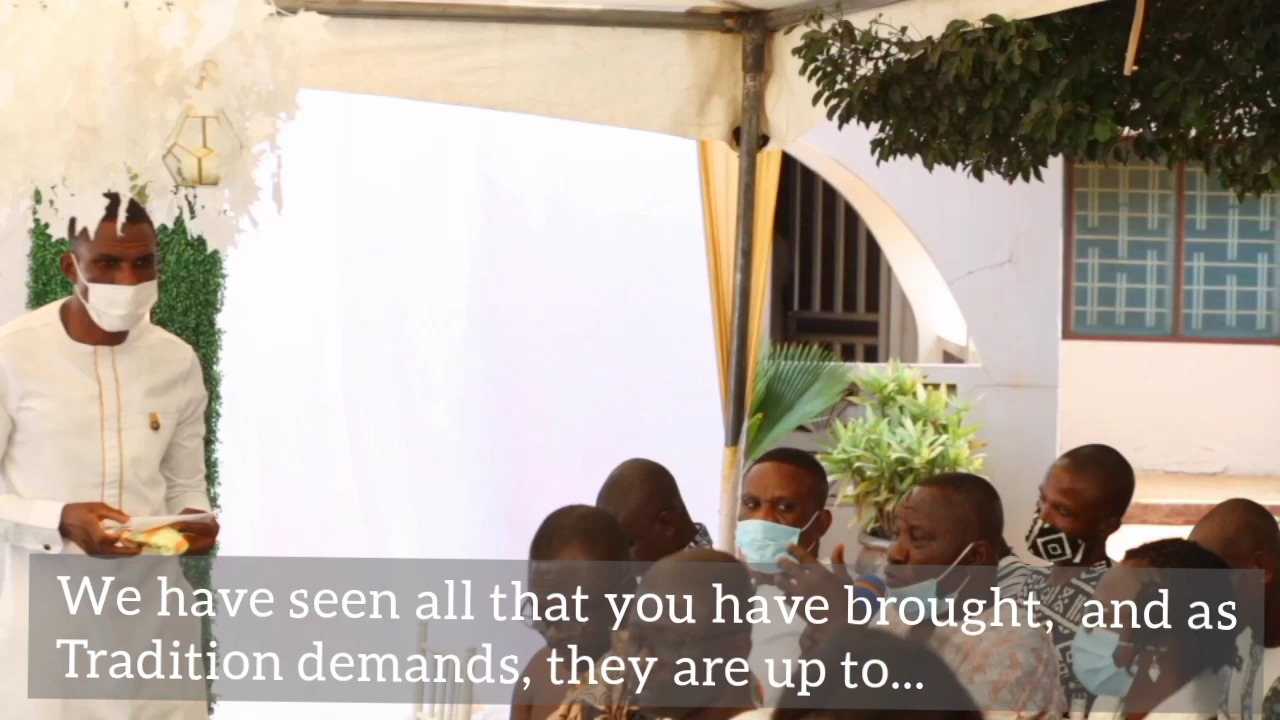 We have seen all that you have brought, and as
Tradition demands, they are up to...